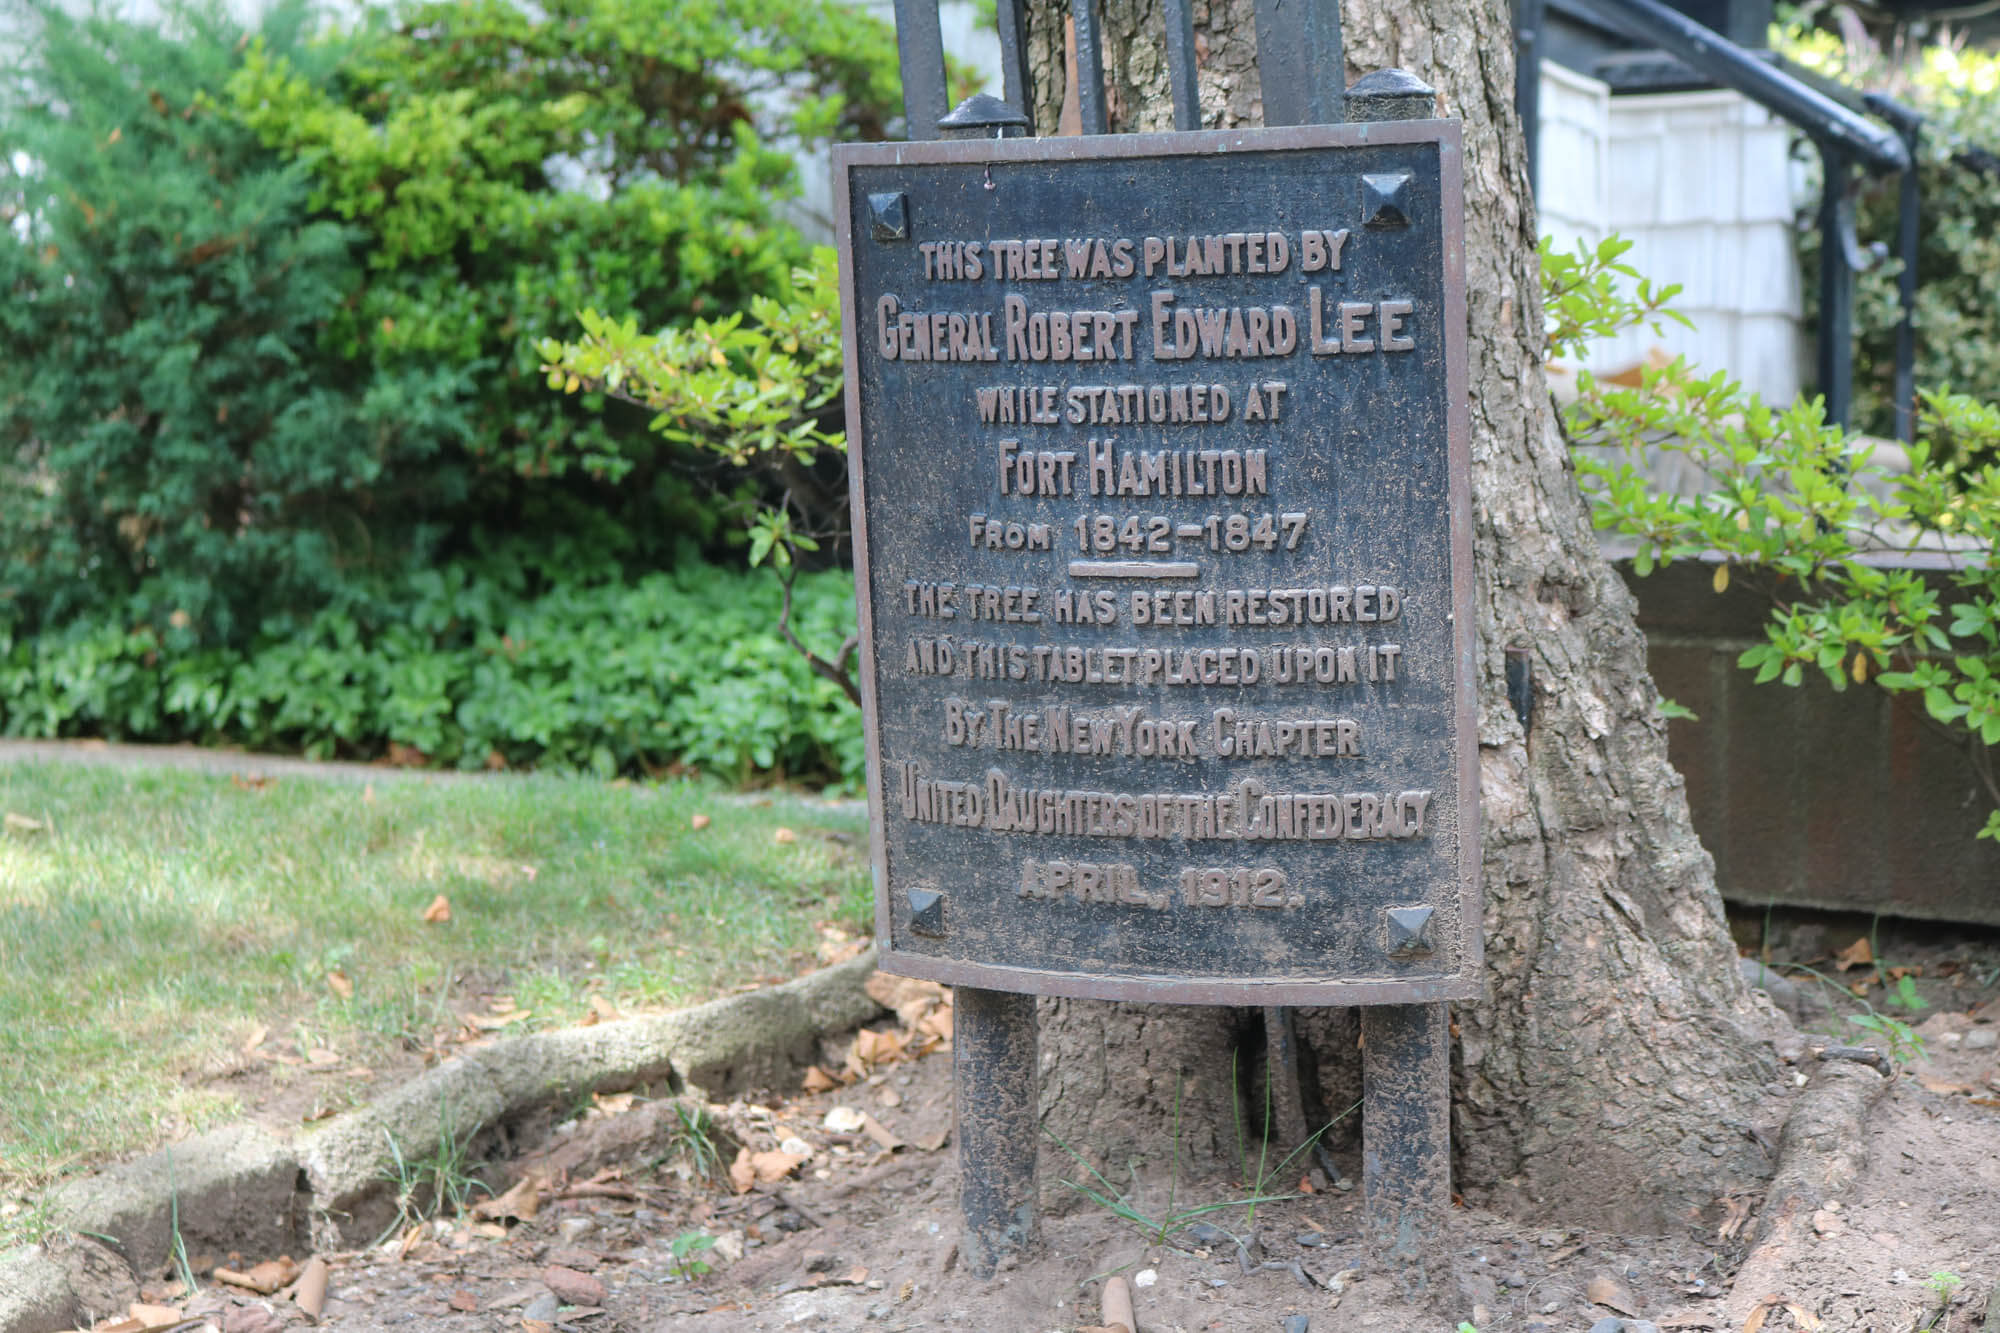 THIS TREE WAS PLANTED BY
GENERAL ROBERT EDWARD LEE
WHILE STATIONED AT
FORT HAMILTON
FROM 1842-1847
THE TREE HAS BEEN RESTORED
AND THIS TABLET PLACED UPON IT
BY THE NEW YORK CHAPTER
UNITED DAUGHTERS OF THE CONFEDERACY
APRIL, 1912.